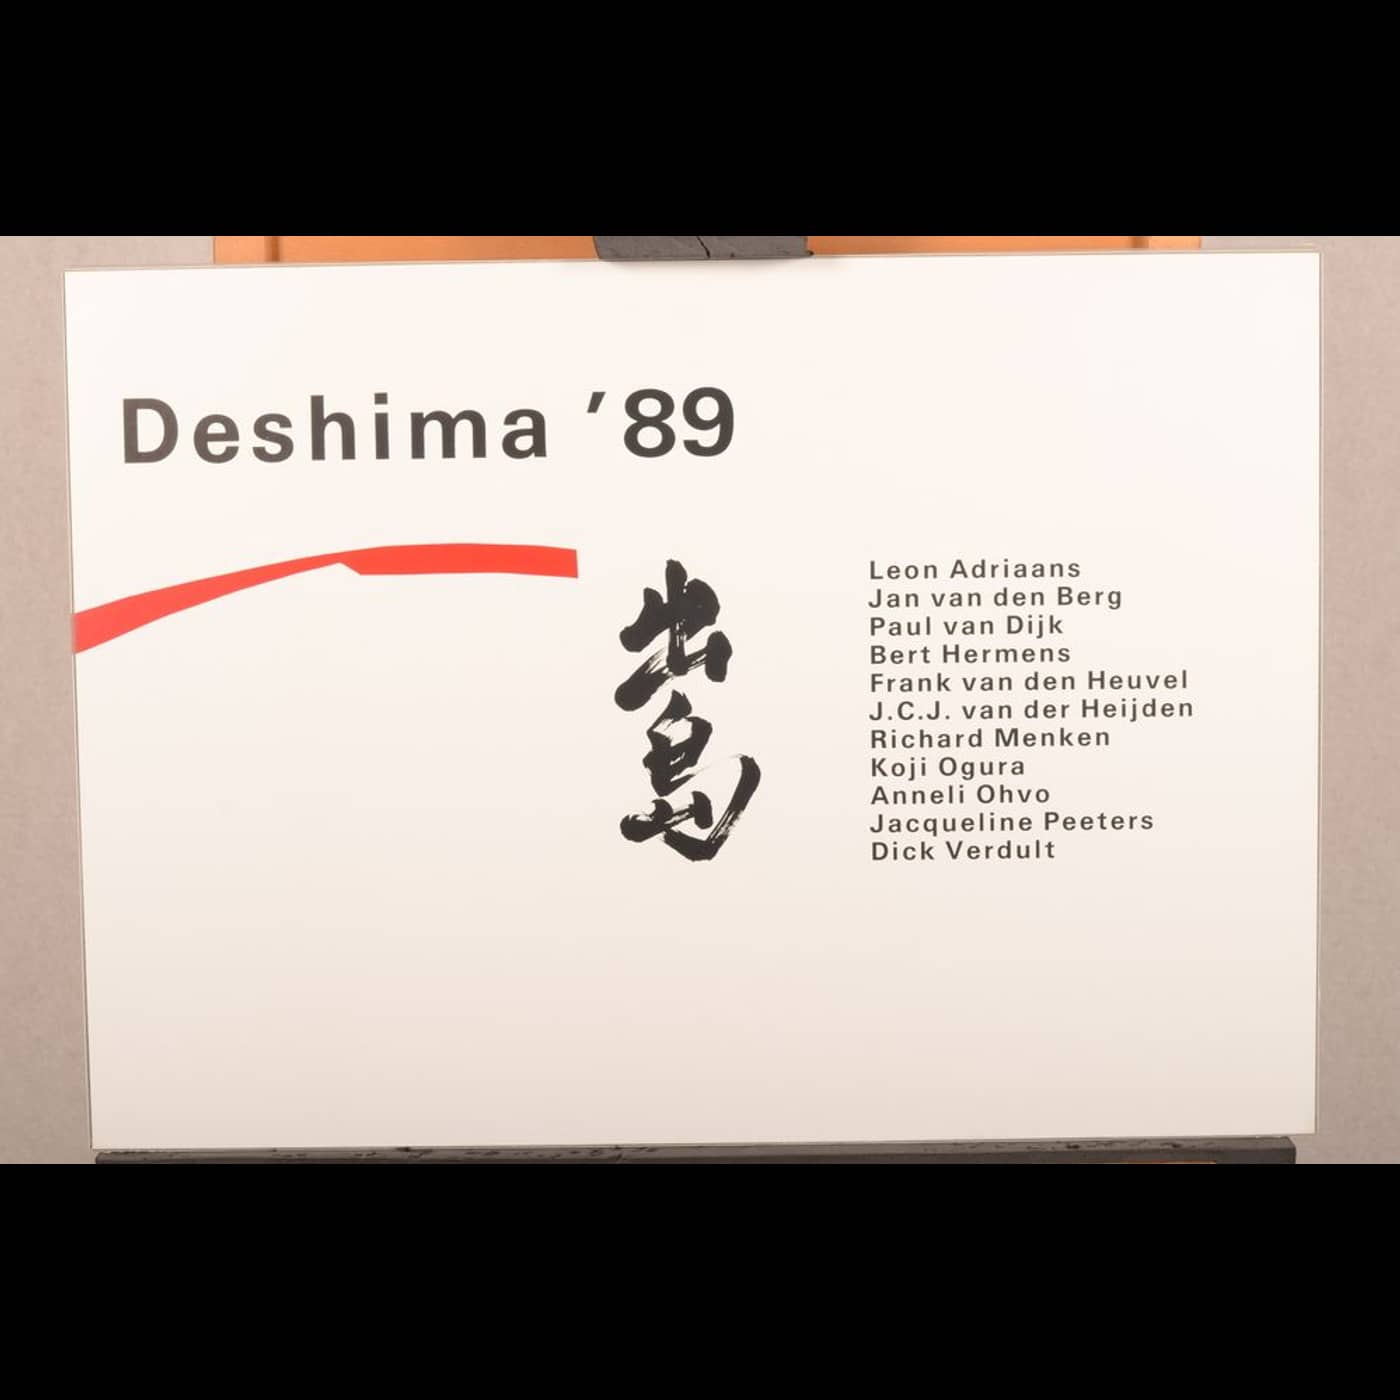 Deshima ’89
出島
Leon Adriaans
Jan van den Berg
Paul van Dijk
Bert Hermens
Frank van den Heuvel
J.C.J. van der Heijden
Richard Menken
Koji Ogura
Anneli Ohvo
Jacqueline Peeters
Dick Verdult